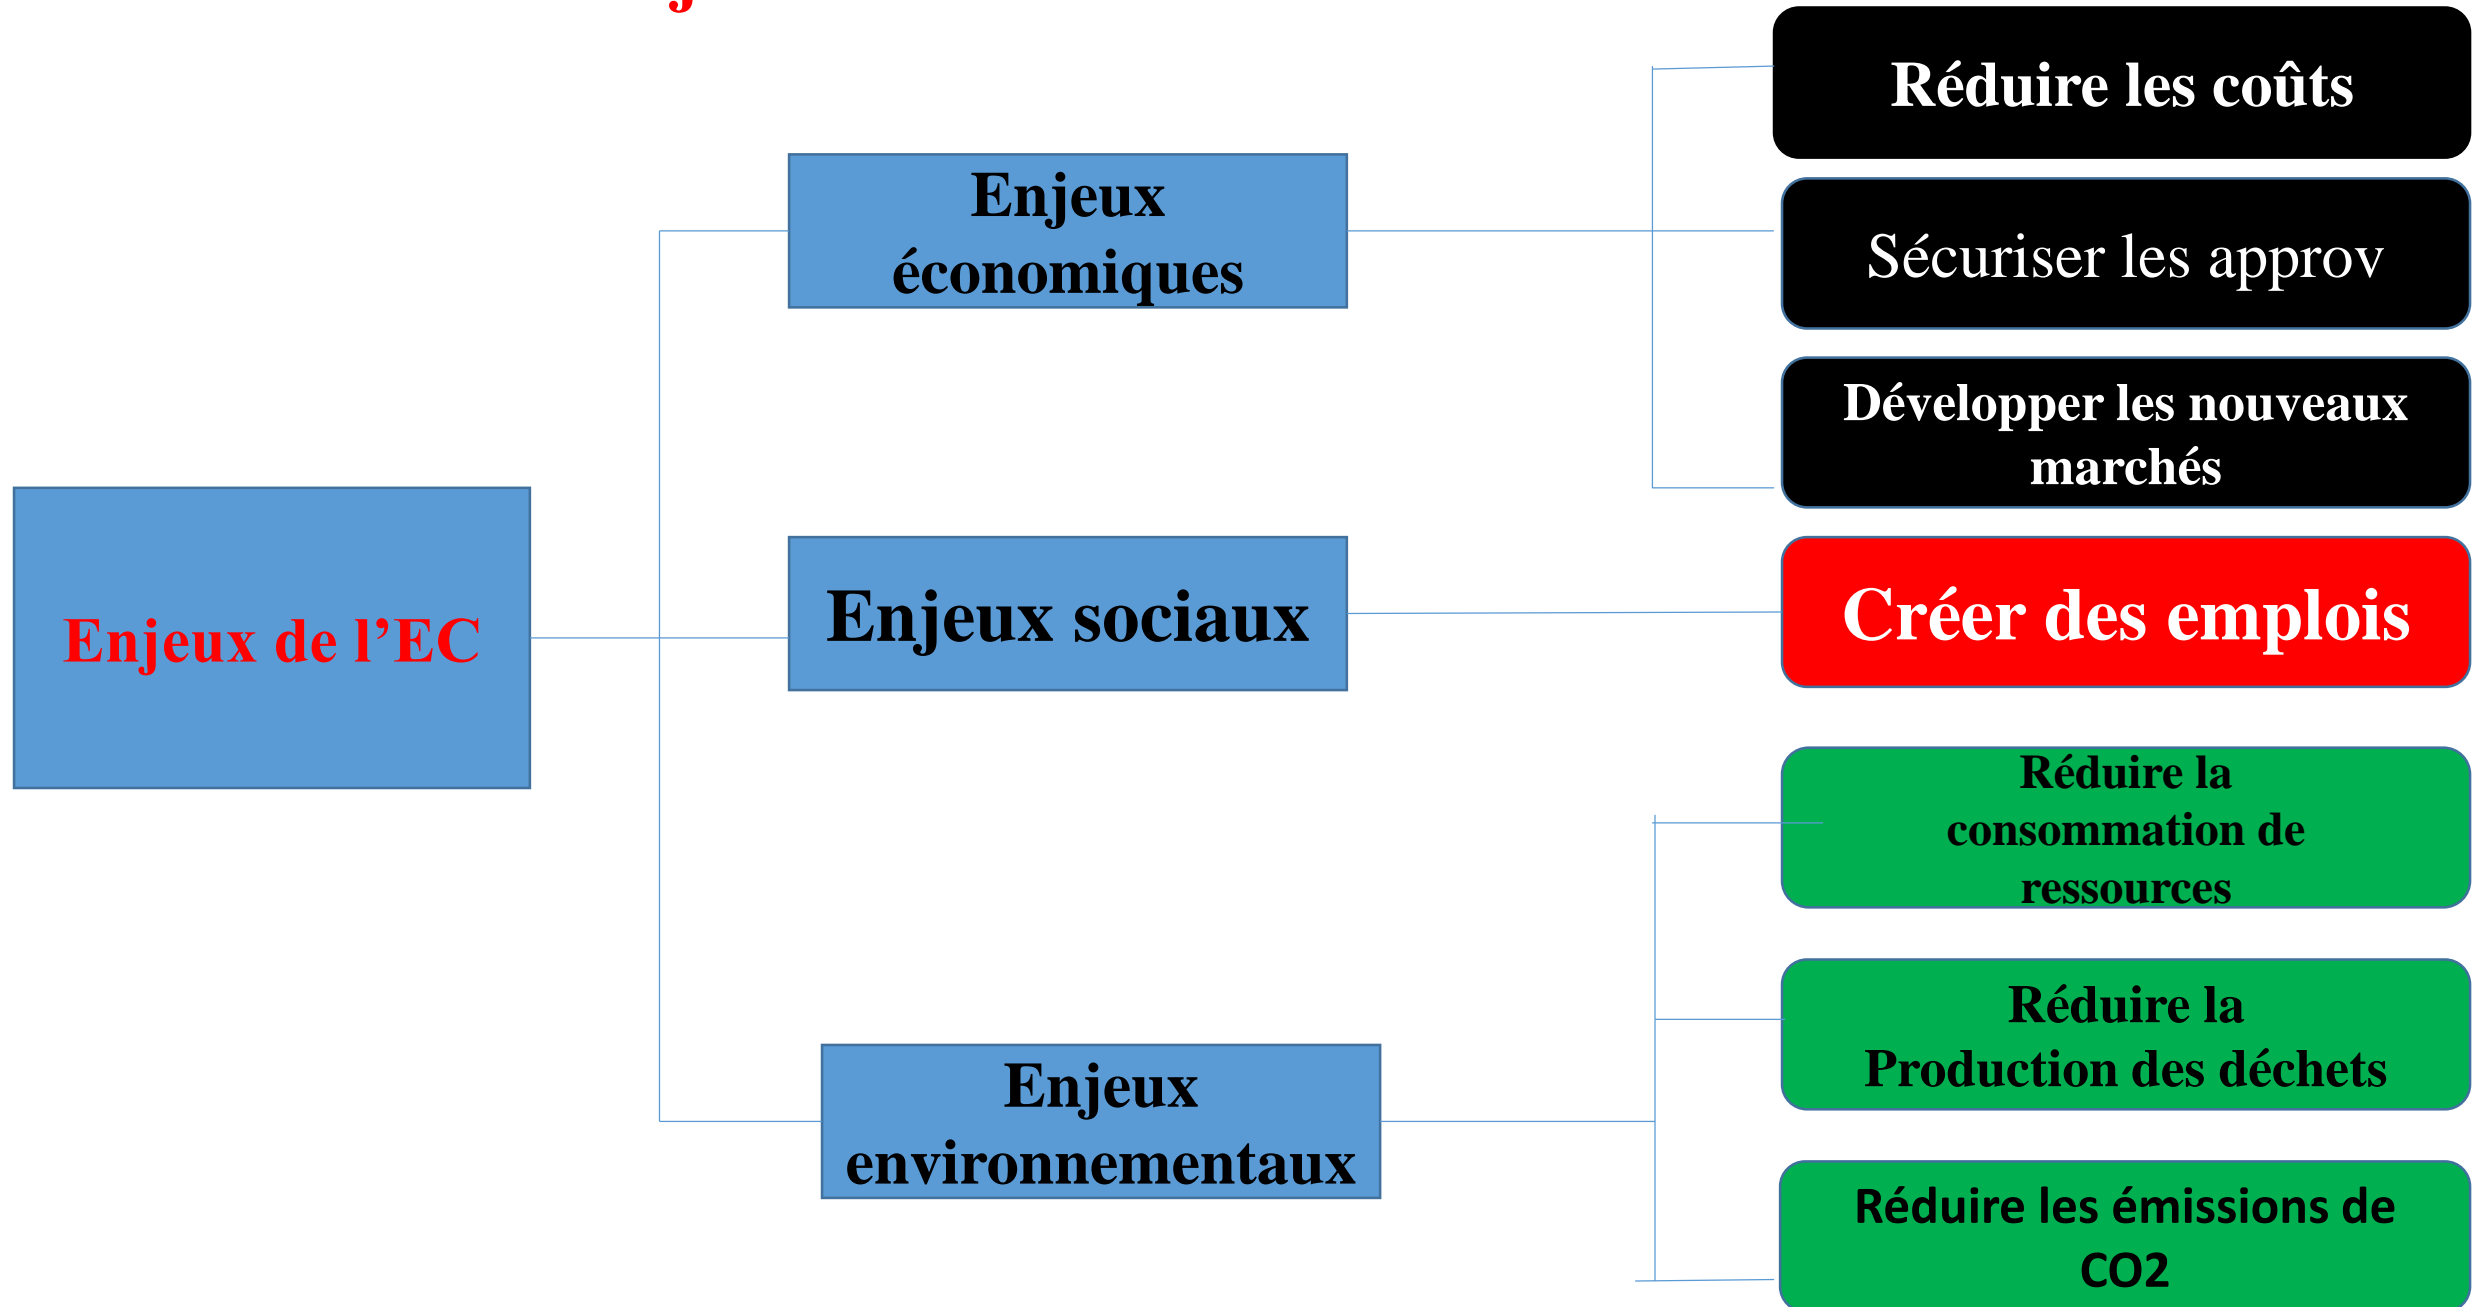 Enjeux de l’EC
Enjeux
économiques
Réduire les coûts
Sécuriser les approv
Développer les nouveaux
marchés
Enjeux sociaux
Créer des emplois
Enjeux
environnementaux
Réduire la
consommation de
ressources
Réduire la
Production des déchets
Réduire les émissions de
CO2